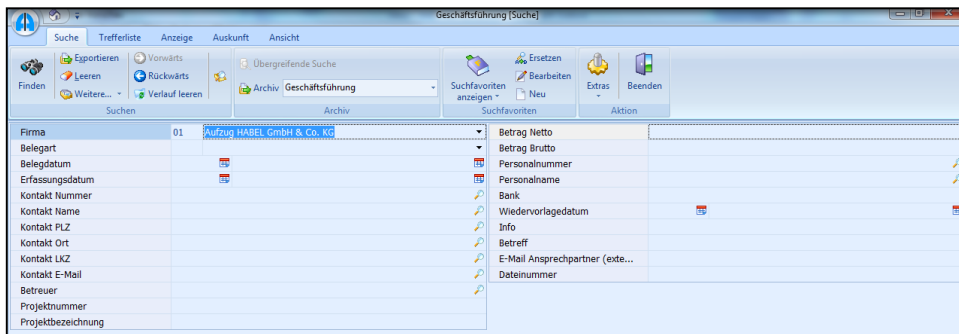 Geschäftsführung [Suche]
Suche Trefferliste Anzeige Auskunft Ansicht
Finden
Exportieren
Leeren
Weitere...
Vorwärts
Rückwärts
Verlauf leeren
Suchen
Übergreifende Suche
Archiv Geschäftsführung
Archiv
Suchfavoriten
anzeigen
Ersetzen
Bearbeiten
Neu
Suchfavoriten
Extras
Beenden
Aktion
Firma 01 Aufzug HABEL GmbH & Co. KG
Belegart
Belegdatum
Erfassungsdatum
Kontakt Nummer
Kontakt Name
Kontakt PLZ
Kontakt Ort
Kontakt LKZ
Kontakt E-Mail
Betreuer
Projektnummer
Projektbezeichnung
Betrag Netto
Betrag Brutto
Personalnummer
Personalname
Bank
Wiedervorlagedatum
Info
Betreff
E-Mail Ansprechpartner (exte...
Dateinummer